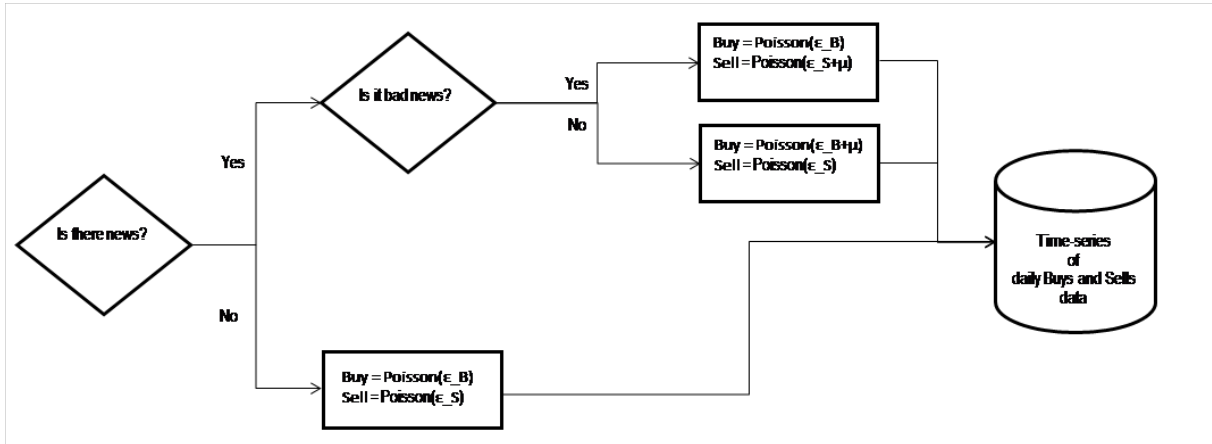 Is it bad news?
Yes
No
Buy = Poisson(ε_B)
Sell = Poisson(ε_S+μ)
Buy = Poisson(ε_B+μ)
Sell = Poisson(ε_S)
Yes
Is there news?
No
Buy = Poisson(ε_B)
Sell = Poisson(ε_S)
Time-series
of
daily Buys and Sells
data